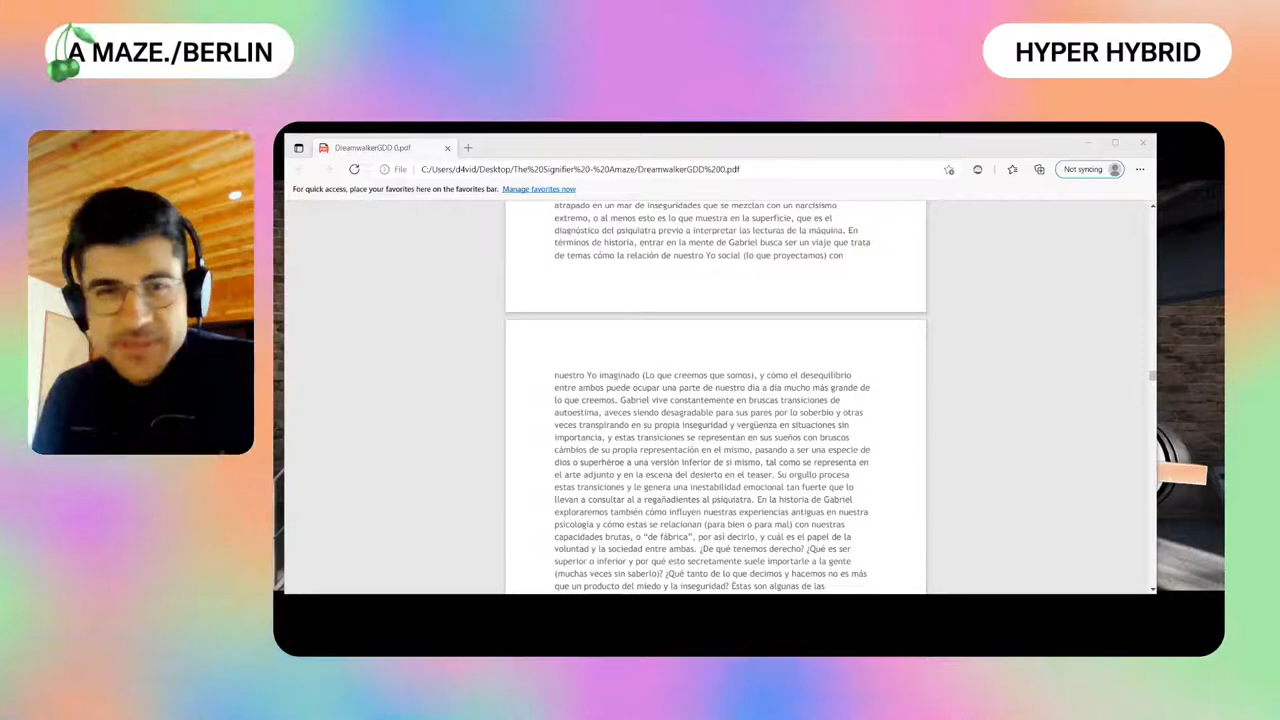 A MAZE./BERLIN
HYPER HYBRID
DreamwalkerGDD 0.pdf
File
C:/Users/d4vid/Desktop/The%20Signifier%20-%20Amaze/DreamwalkerGDD%200.pdf
Not syncing
For quick access, place your favorites here on the favorites bar. Manage favorites now
atrapado en un mar de inseguridades que se mezclan con un narcisismo
extremo, o al menos esto es lo que muestra en la superficie, que es el
diagnóstico del psiquiatra previo a interpretar las lecturas de la máquina. En
términos de historia, entrar en la mente de Gabriel busca ser un viaje que trata
de temas cómo la relación de nuestro Yo social (lo que proyectamos) con
nuestro Yo imaginado (Lo que creemos que somos), y cómo el desequilibrio
entre ambos puede ocupar una parte de nuestro día a día mucho más grande de
lo que creemos. Gabriel vive constantemente en bruscas transiciones de
autoestima, aveces siendo desagradable para sus pares por lo soberbio y otras
veces transpirando en su propia inseguridad y vergüenza en situaciones sin
importancia, y estas transiciones se representan en sus sueños con bruscos
cámbios de su propia representación en el mismo, pasando a ser una especie de
dios o superhéroe a una versión inferior de si mismo, tal como se representa en
el arte adjunto y en la escena del desierto en el teaser. Su orgullo procesa
estas transiciones y le genera una inestabilidad emocional tan fuerte que lo
llevan a consultar al a regañadientes al psiquiatra. En la historia de Gabriel
exploraremos también cómo influyen nuestras experiencias antiguas en nuestra
psicología y cómo estas se relacionan (para bien o para mal) con nuestras
capacidades brutas, o “de fábrica”, por así decirlo, y cuál es el papel de la
voluntad y la sociedad entre ambas. ¿De qué tenemos derecho? ¿Qué es ser
superior o inferior y por qué esto secretamente suele importarle a la gente
(muchas veces sin saberlo)? ¿Qué tanto de lo que decimos y hacemos no es más
que un producto del miedo y la inseguridad? Éstas son algunas de las